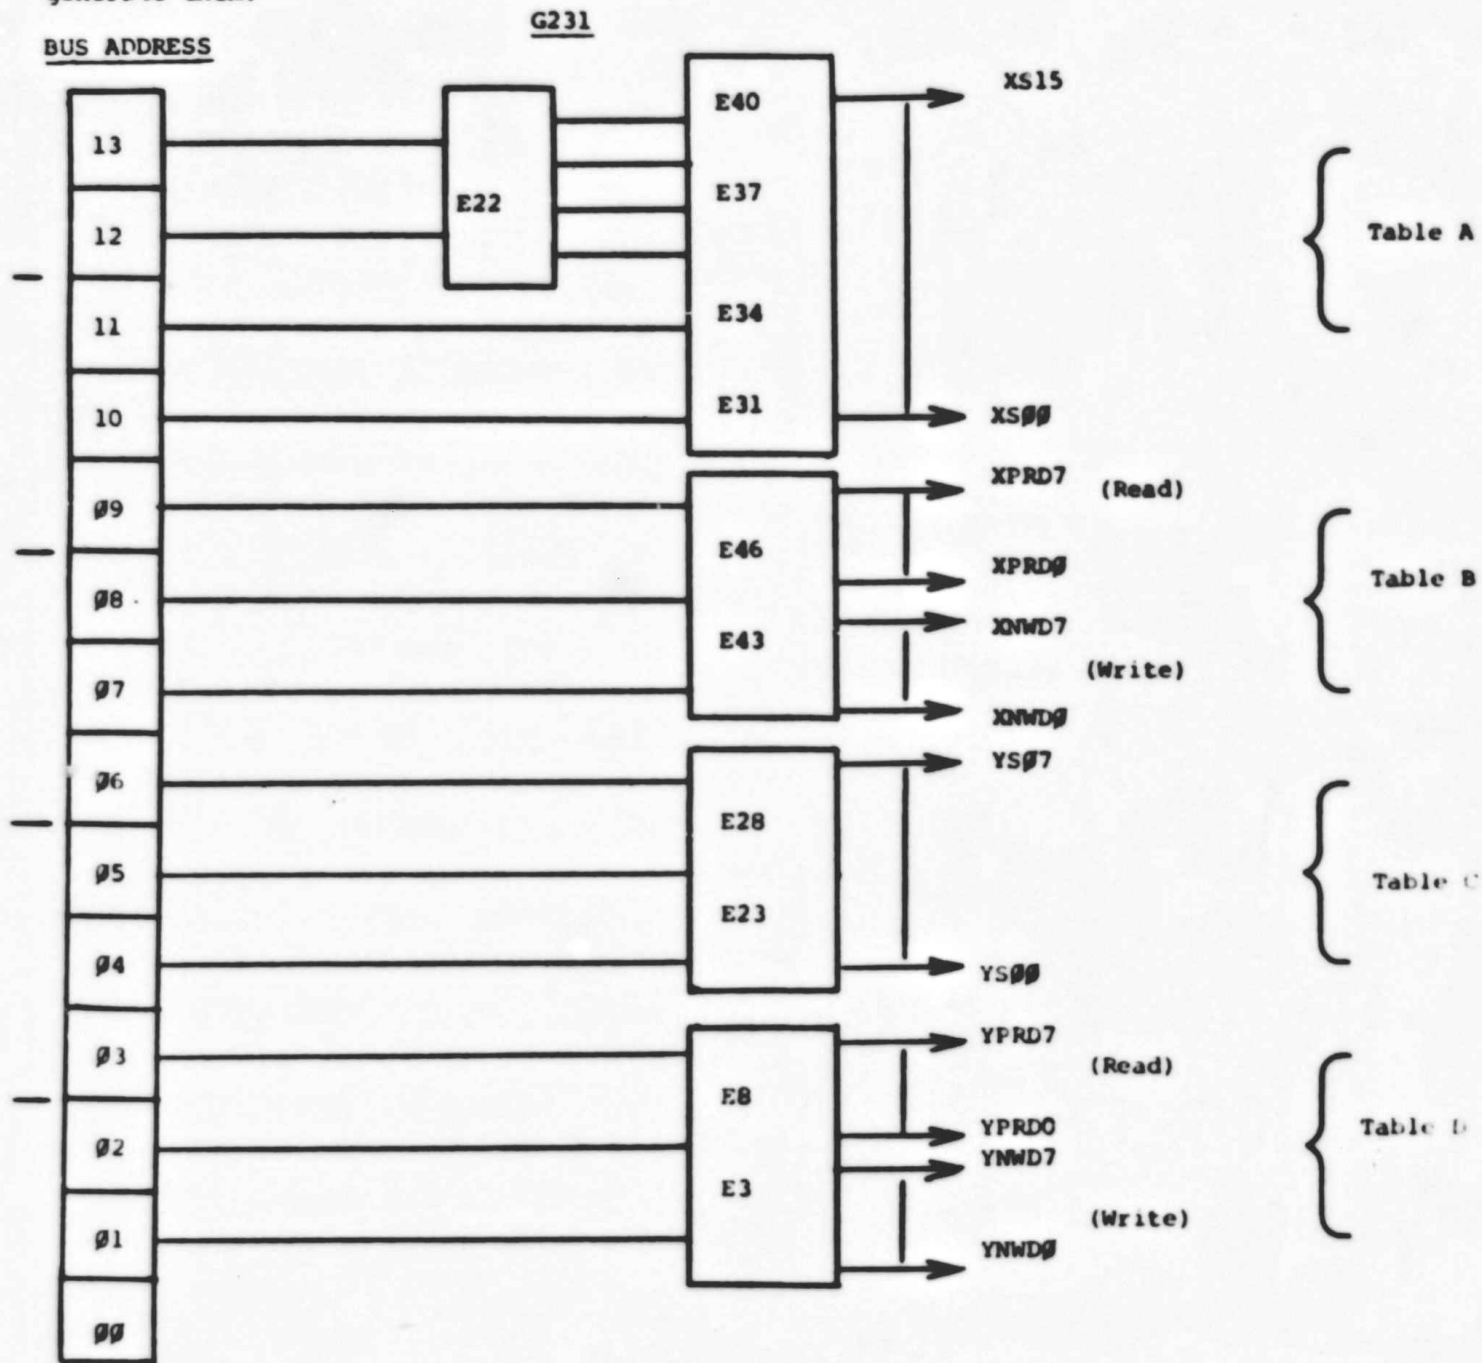 G231
BUS ADDRESS
13
12
11
10
Ø9
Ø8
Ø7
Ø6
Ø5
Ø4
Ø3
Ø2
Ø1
ØØ
E22
E40
E37
E34
E31
XS15
XSØØ
Table A
E46
E43
XPRD7 (Read)
XPRDØ
XNWD7
(Write)
XNWDØ
Table B
E28
E23
YSØ7
YSØØ
Table C
E8
E3
YPRD7
(Read)
YPRD0
YNWD7
(Write)
YNWDØ
Table D